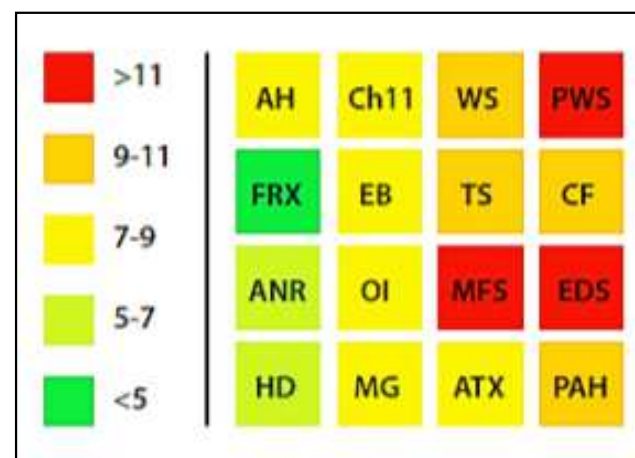 >11
9-11
7-9
5-7
<5
AH Ch11 WS PWS
FRX EB TS CF
ANR OI MFS EDS
HD MG ATX PAH